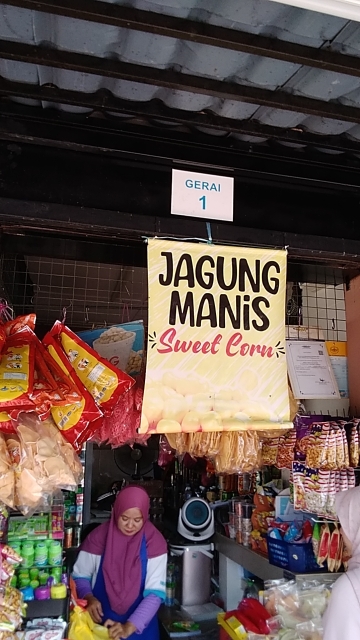 GERAI
1
JAGUNG
MANiS
Sweet Corn